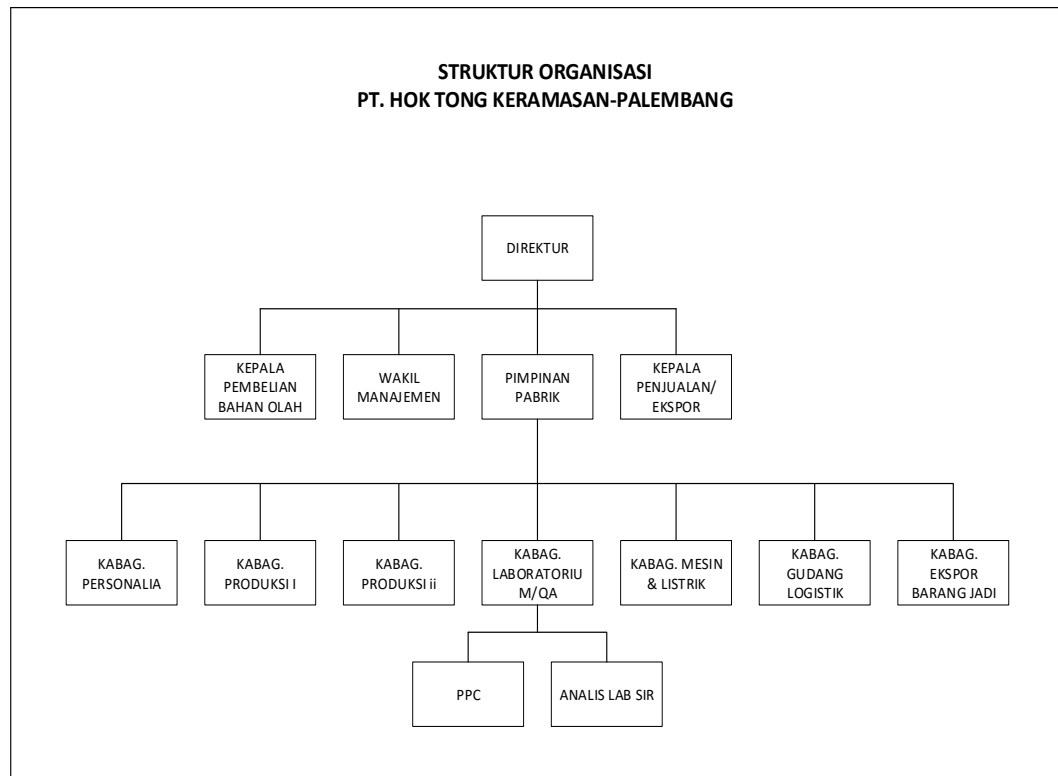 STRUKTUR ORGANISASI
PT. HOK TONG KERAMASAN-PALEMBANG
DIREKTUR
KEPALA
PEMBELIAN
BAHAN OLAH
WAKIL
MANAJEMEN
PIMPINAN
PABRIK
KEPALA
PENJUALAN/
EKSPOR
KABAG.
PERSONALIA
KABAG.
PRODUKSI I
KABAG.
PRODUKSI ii
KABAG.
LABORATORIU
M/QA
KABAG. MESIN
& LISTRIK
KABAG.
GUDANG
LOGISTIK
KABAG.
EKSPOR
BARANG JADI
PPC
ANALIS LAB SIR